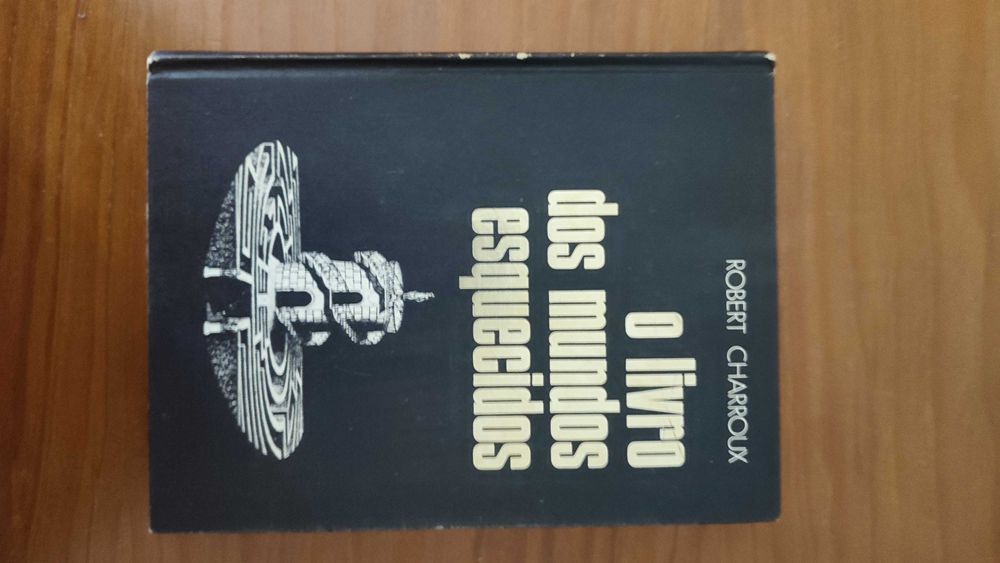 ROBERT CHARROUX
o livro
dos mundos
esquecidos